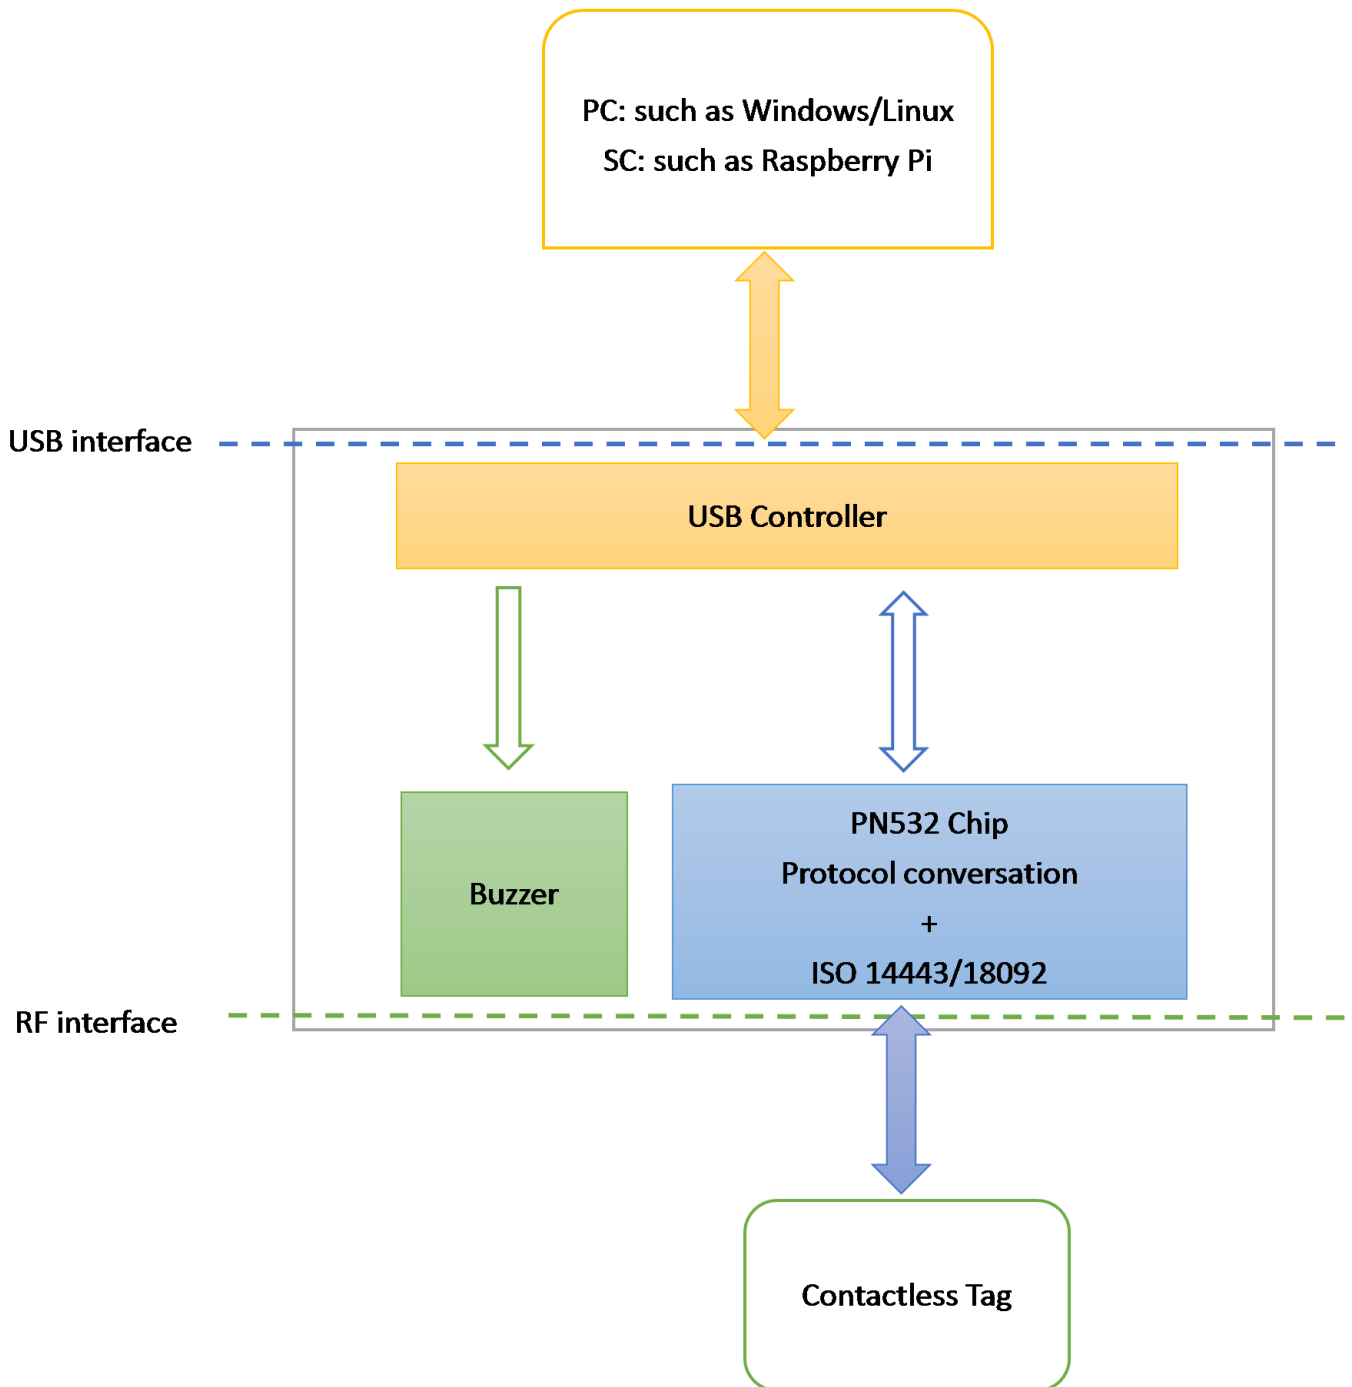 PC: such as Windows/Linux
SC: such as Raspberry Pi
USB interface
USB Controller
PN532 Chip
Protocol conversation
+
ISO 14443/18092
Buzzer
RF interface
Contactless Tag